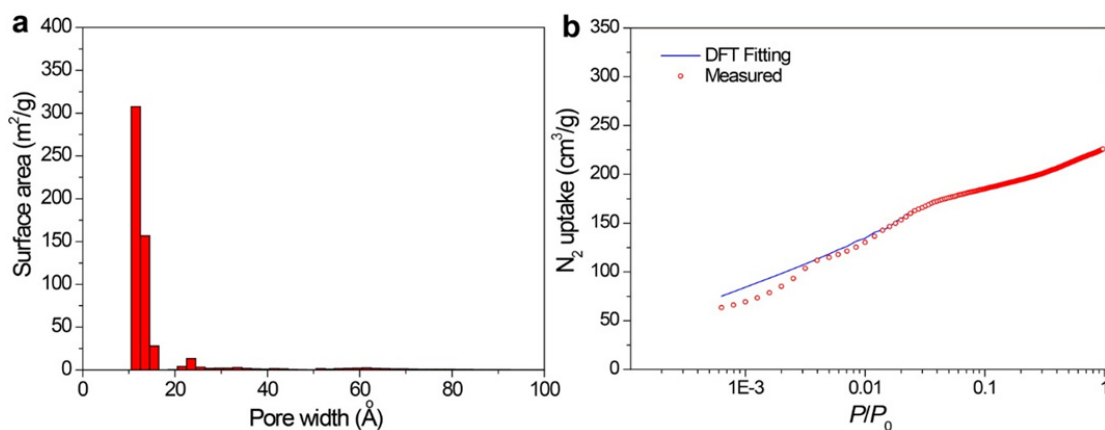 a
400
350
300
250
200
150
100
50
0
0 20 40 60 80 100
Surface area (m²/g)
Pore width (Å)
b
350
300
250
200
150
100
50
0
1E-3 0.01 0.1 1
N₂ uptake (cm³/g)
P/P₀
DFT Fitting
Measured